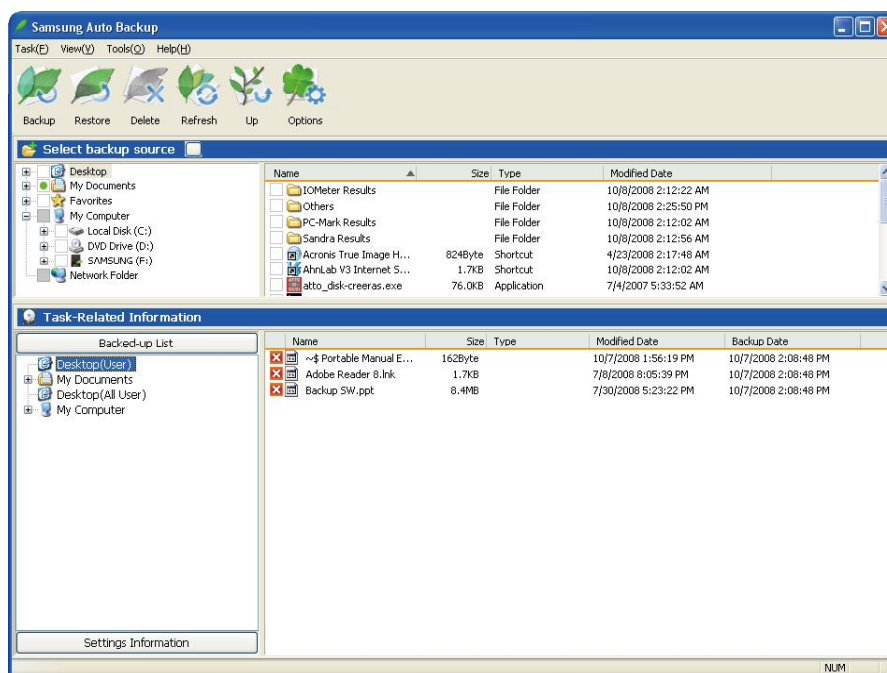 Samsung Auto Backup
Task(F) View(V) Tools(O) Help(H)
Backup Restore Delete Refresh Up Options
Select backup source
Desktop
My Documents
Favorites
My Computer
Local Disk (C:)
DVD Drive (D:)
SAMSUNG (F:)
Network Folder
Name Size Type Modified Date
IOMeter Results File Folder 10/8/2008 2:12:22 AM
Others File Folder 10/8/2008 2:25:50 PM
PC-Mark Results File Folder 10/8/2008 2:12:02 AM
Sandra Results File Folder 10/8/2008 2:12:56 AM
Acronis True Image H... 824Byte Shortcut 4/23/2008 2:17:48 AM
AhnLab V3 Internet S... 1.7KB Shortcut 10/8/2008 2:12:02 AM
atto_disk-creeras.exe 76.0KB Application 7/4/2007 5:33:52 AM
Task-Related Information
Backed-up List
Desktop(User)
My Documents
Desktop(All User)
My Computer
Settings Information
Name Size Type Modified Date Backup Date
~$ Portable Manual E... 162Byte 10/7/2008 1:56:19 PM 10/7/2008 2:08:48 PM
Adobe Reader 8.lnk 1.7KB 7/8/2008 8:05:39 PM 10/7/2008 2:08:48 PM
Backup SW.ppt 8.4MB 7/30/2008 5:23:22 PM 10/7/2008 2:08:48 PM
NUM